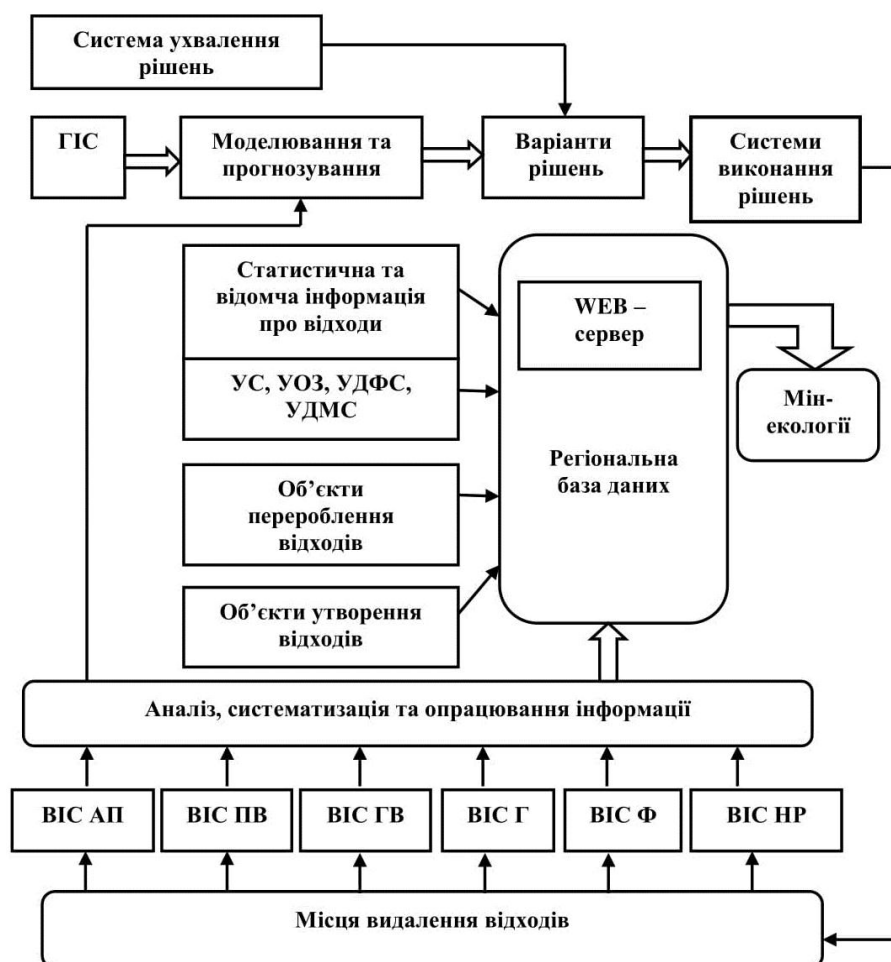 Система ухвалення
рішень
ГІС
Моделювання та
прогнозування
Варіанти
рішень
Системи
виконання
рішень
Статистична та
відомча інформація
про відходи
УС, УОЗ, УДФС,
УДМС
Об’єкти
перероблення
відходів
Об’єкти утворення
відходів
WEB –
сервер
Регіональна
база даних
Мін-
екології
Аналіз, систематизація та опрацювання інформації
ВІС АП
ВІС ПВ
ВІС ГВ
ВІС Г
ВІС Ф
ВІС НР
Місця видалення відходів